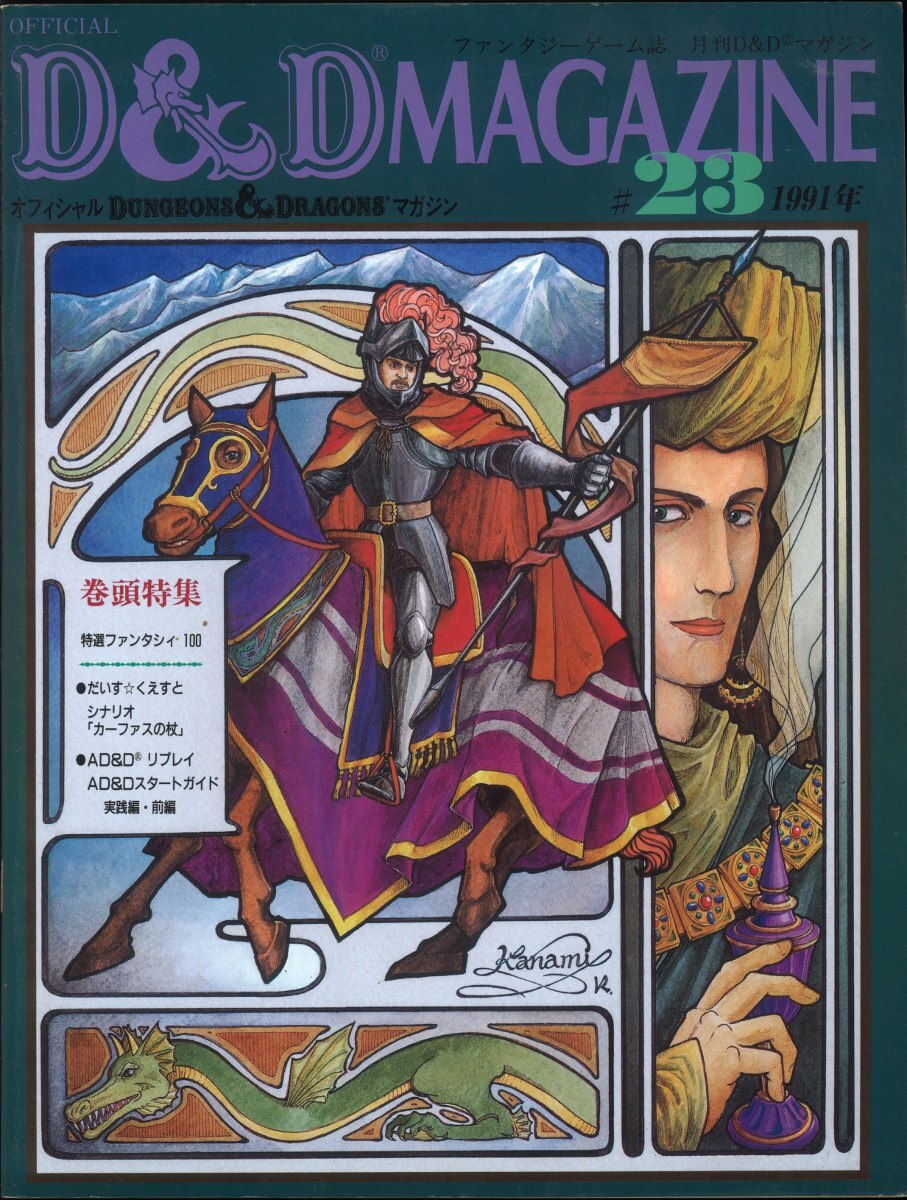 OFFICIAL
ファンタジーゲーム誌 月刊D&D®マガジン
D&D®MAGAZINE
オフィシャル DUNGEONS & DRAGONS® マガジン
#23 1991年
巻頭特集
特選ファンタシィ 100
●だいす☆くえすと
シナリオ
「カーファスの杖」
●AD&D® リプレイ
AD&Dスタートガイド
実践編・前編
Kanami
K.